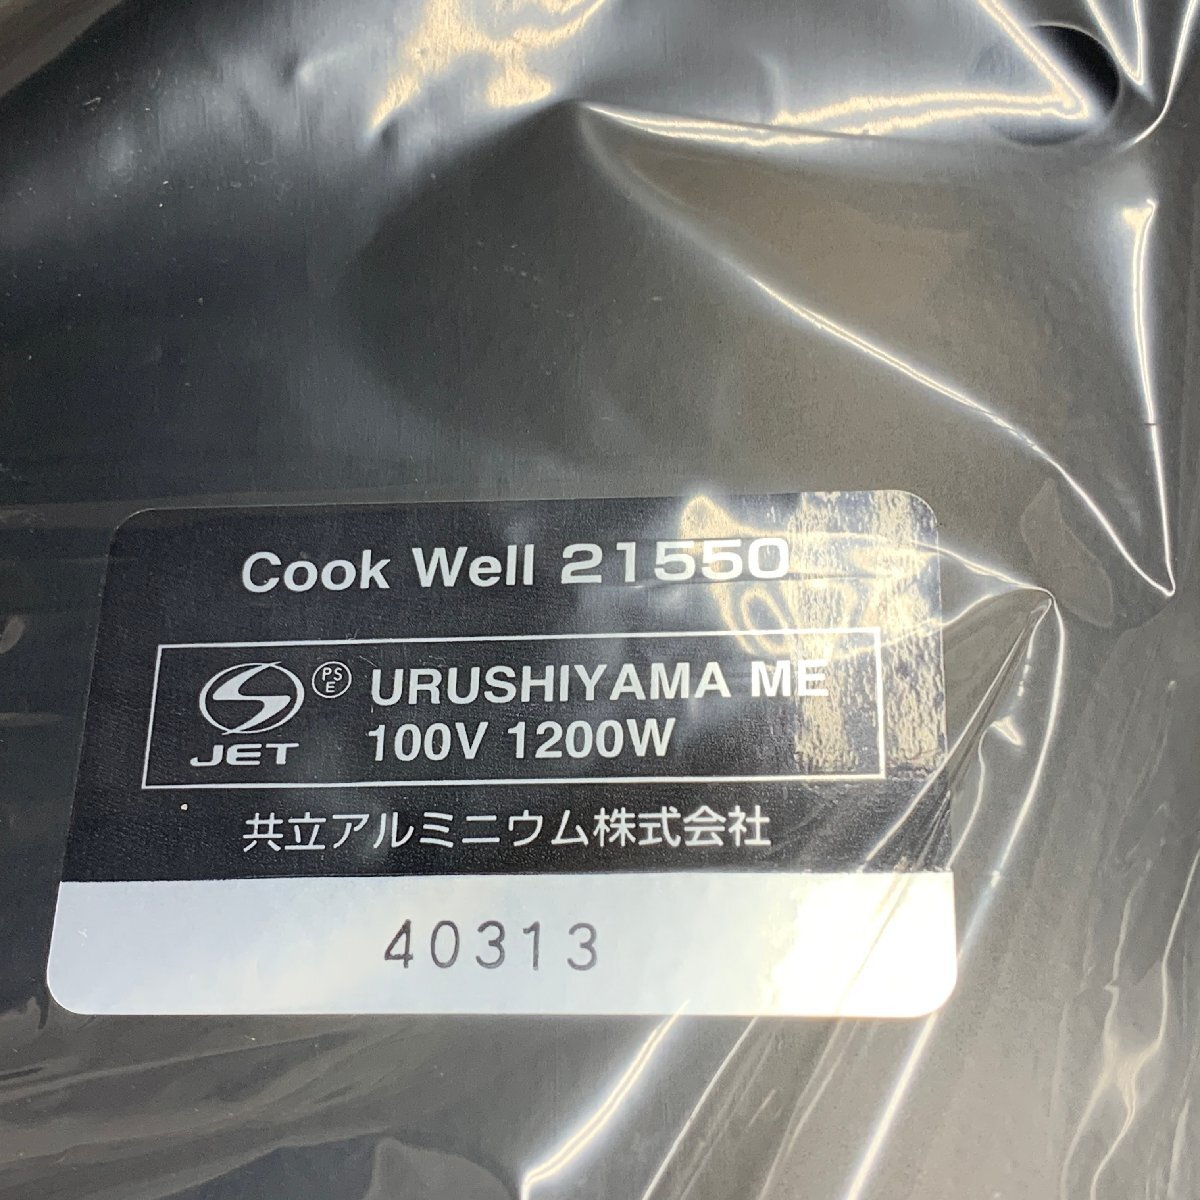 Cook Well 21550
PS
E
URUSHIYAMA ME
JET
100V 1200W
共立アルミニウム株式会社
40313